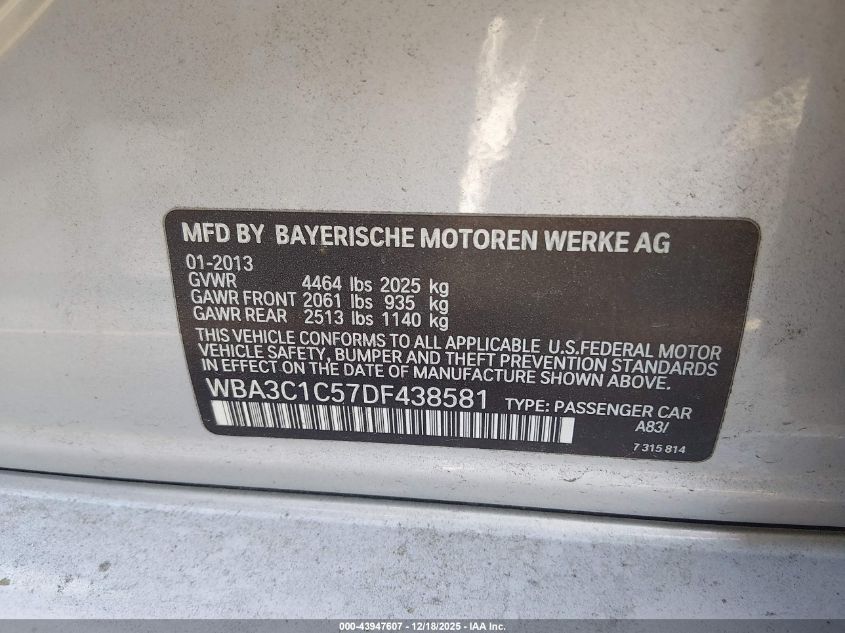 MFD BY BAYERISCHE MOTOREN WERKE AG
01-2013
GVWR 4464 lbs 2025 kg
GAWR FRONT 2061 lbs 935 kg
GAWR REAR 2513 lbs 1140 kg
THIS VEHICLE CONFORMS TO ALL APPLICABLE U.S.FEDERAL MOTOR
VEHICLE SAFETY, BUMPER AND THEFT PREVENTION STANDARDS
IN EFFECT ON THE DATE OF MANUFACTURE SHOWN ABOVE.
WBA3C1C57DF438581 TYPE: PASSENGER CAR
A83/
7 315 814
000-43947607 - 12/18/2025 - IAA Inc.